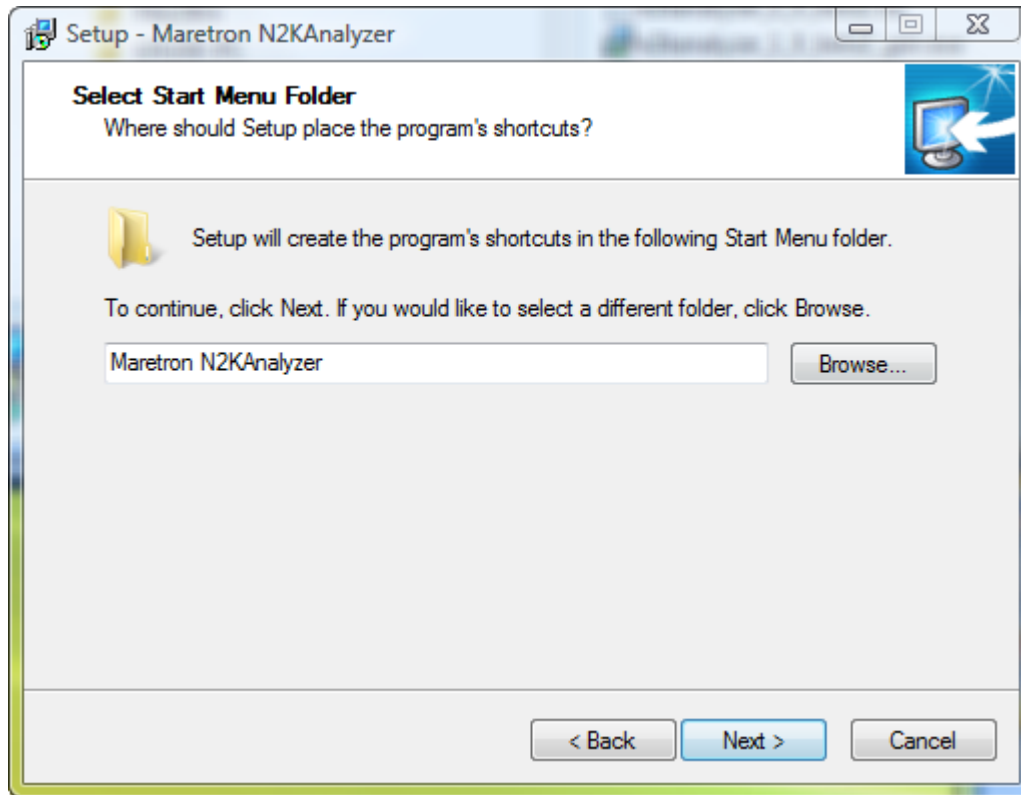 Setup - Maretron N2KAnalyzer
Select Start Menu Folder
Where should Setup place the program's shortcuts?
Setup will create the program's shortcuts in the following Start Menu folder.
To continue, click Next. If you would like to select a different folder, click Browse.
Maretron N2KAnalyzer
Browse...
< Back
Next >
Cancel